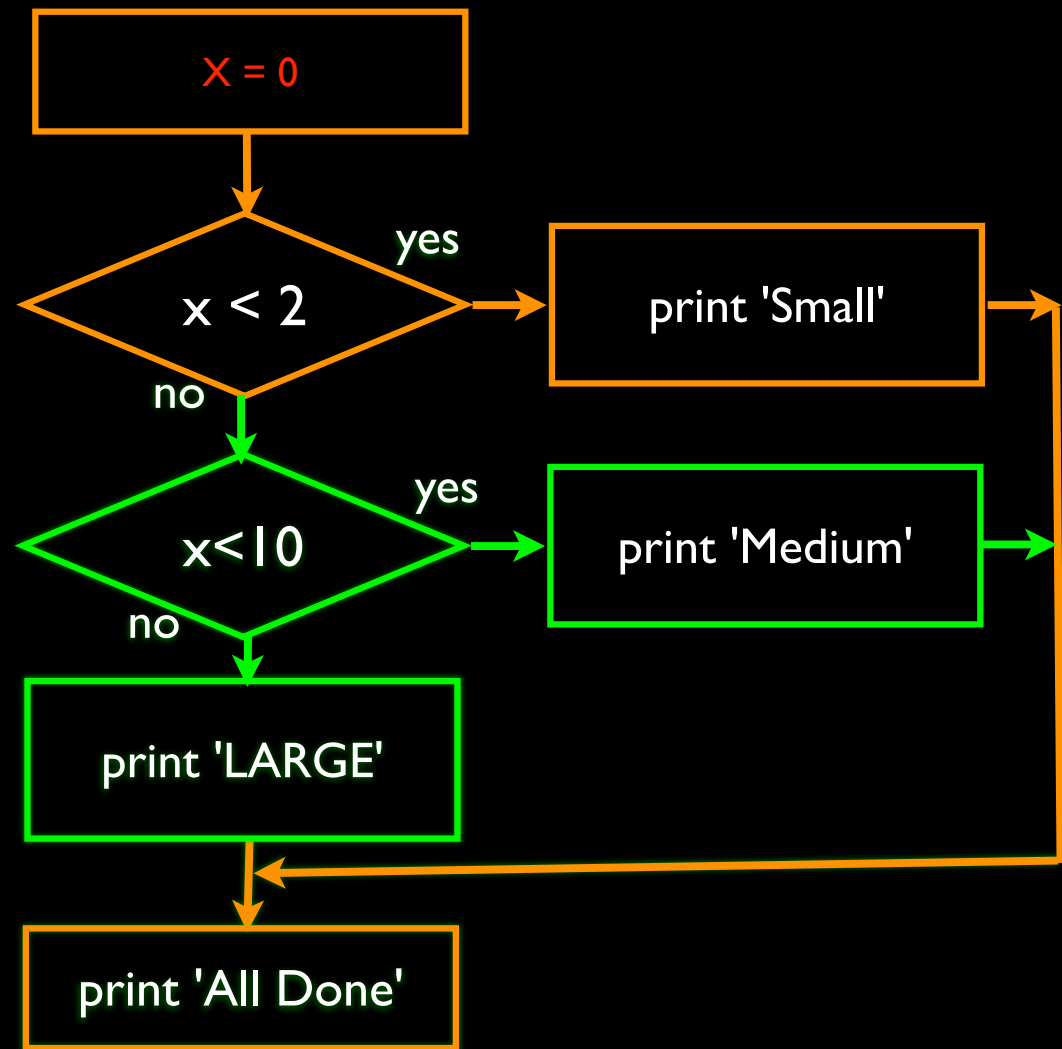 X = 0
yes
x < 2
print 'Small'
no
yes
x<10
print 'Medium'
no
print 'LARGE'
print 'All Done'